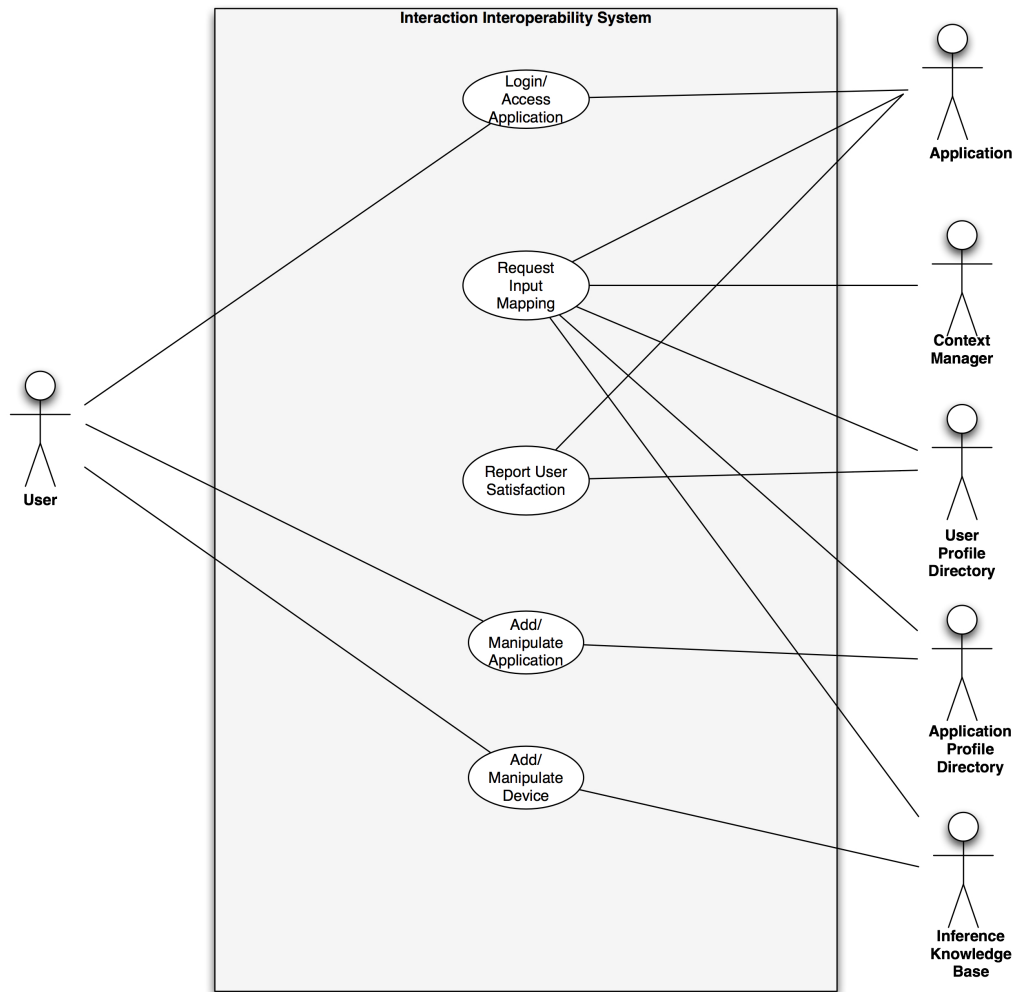 Interaction Interoperability System
Login/
Access
Application
Application
Request
Input
Mapping
Context
Manager
User
Report User
Satisfaction
User
Profile
Directory
Add/
Manipulate
Application
Application
Profile
Directory
Add/
Manipulate
Device
Inference
Knowledge
Base